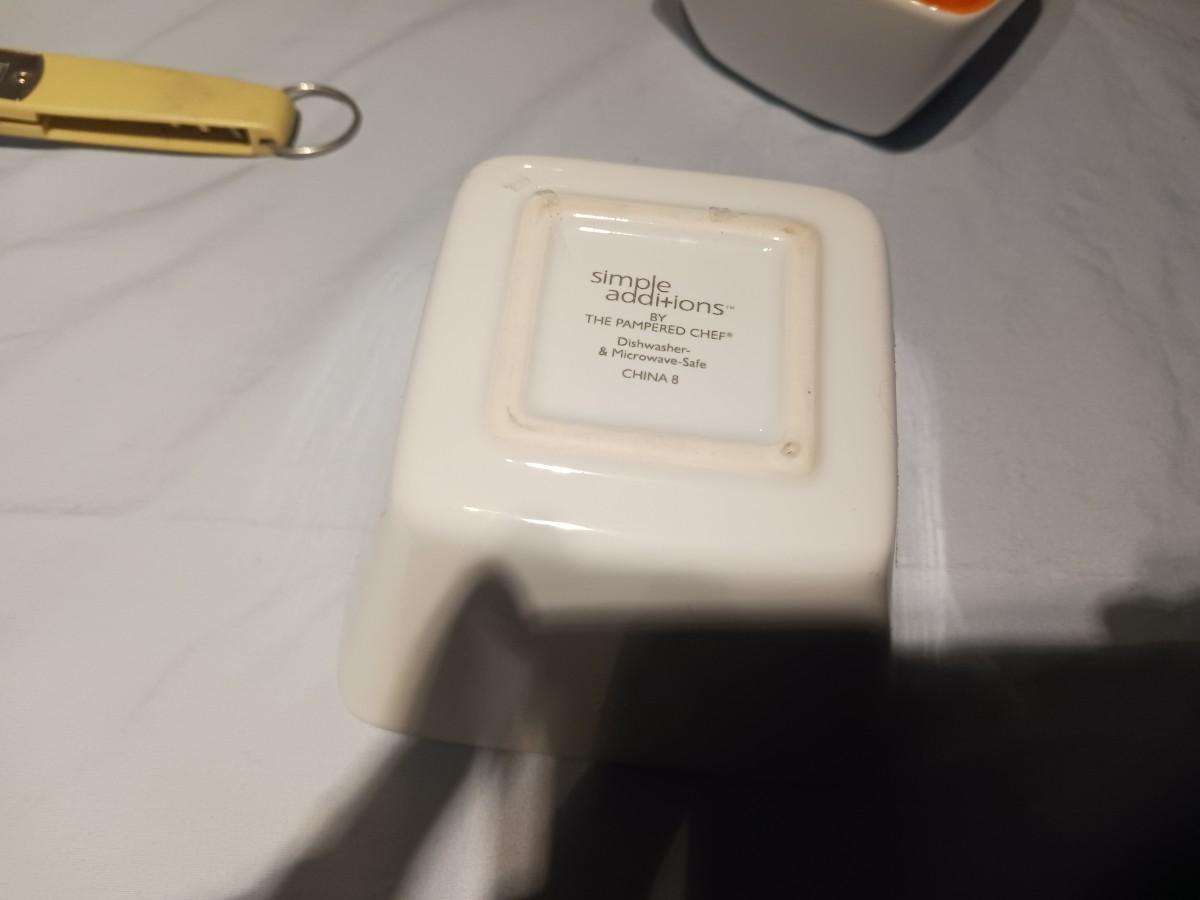 simple
additions™
BY
THE PAMPERED CHEF®
Dishwasher-
& Microwave-Safe
CHINA 8